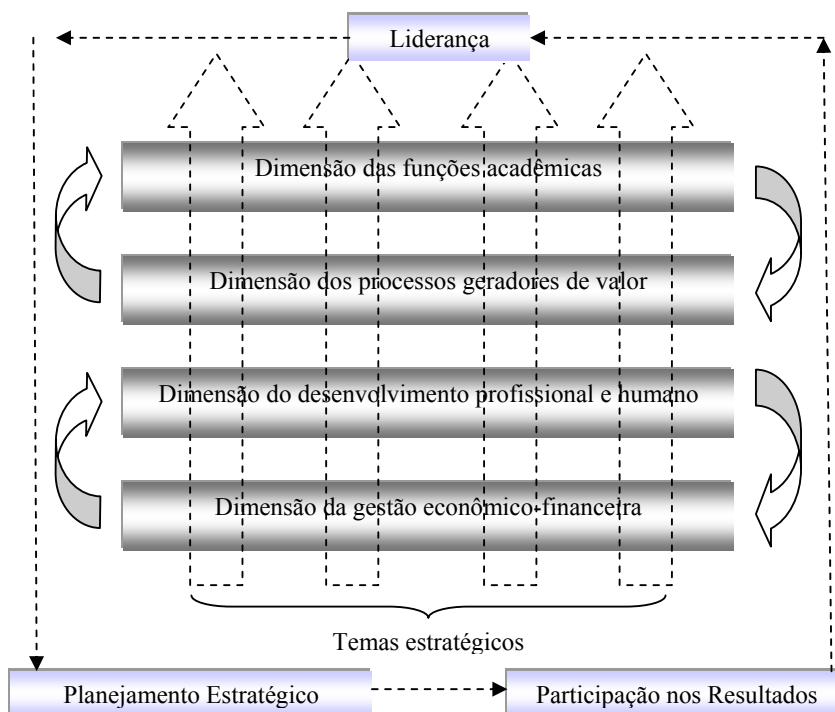 Liderança
Dimensão das funções acadêmicas
Dimensão dos processos geradores de valor
Dimensão do desenvolvimento profissional e humano
Dimensão da gestão econômico-financeira
Temas estratégicos
Planejamento Estratégico
Participação nos Resultados